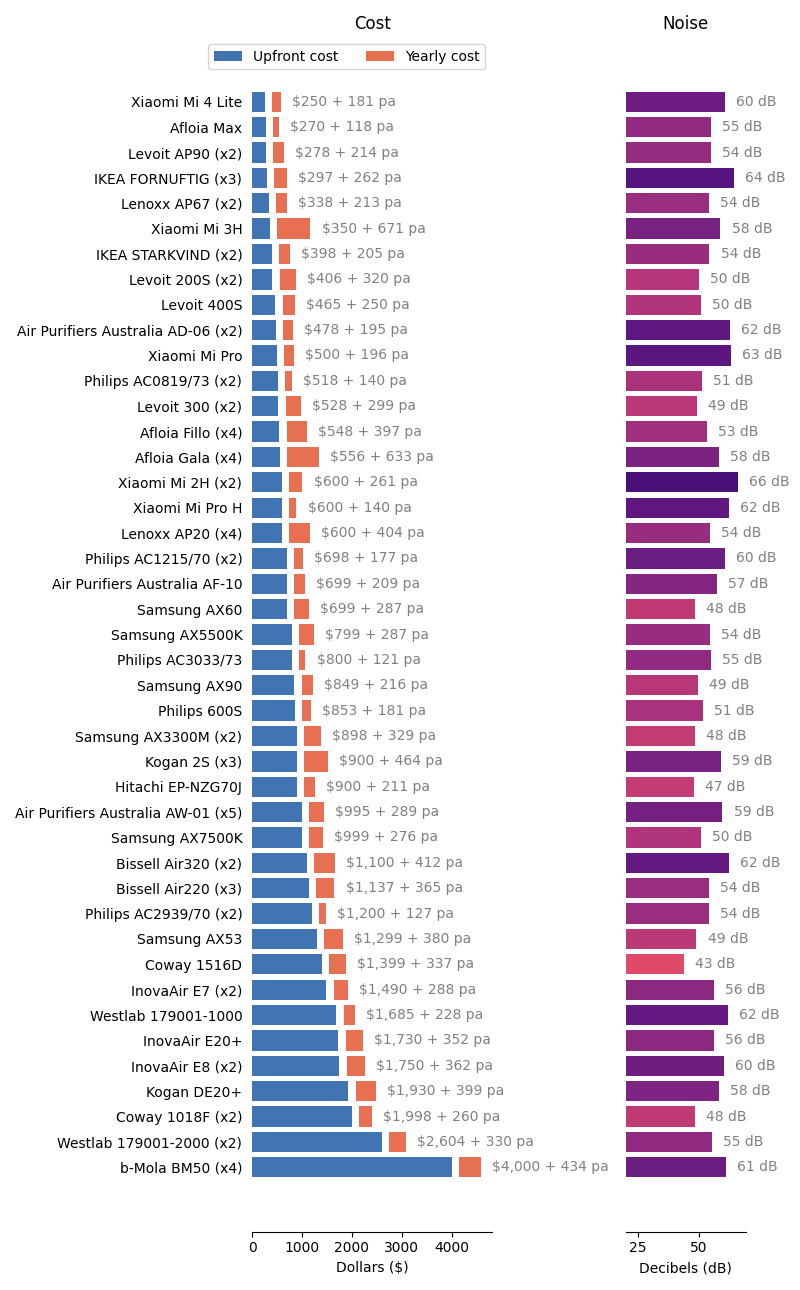 Cost Noise
Upfront cost Yearly cost
Xiaomi Mi 4 Lite $250 + 181 pa 60 dB
Afloia Max $270 + 118 pa 55 dB
Levoit AP90 (x2) $278 + 214 pa 54 dB
IKEA FORNUFTIG (x3) $297 + 262 pa 64 dB
Lenoxx AP67 (x2) $338 + 213 pa 54 dB
Xiaomi Mi 3H $350 + 671 pa 58 dB
IKEA STARKVIND (x2) $398 + 205 pa 54 dB
Levoit 200S (x2) $406 + 320 pa 50 dB
Levoit 400S $465 + 250 pa 50 dB
Air Purifiers Australia AD-06 (x2) $478 + 195 pa 62 dB
Xiaomi Mi Pro $500 + 196 pa 63 dB
Philips AC0819/73 (x2) $518 + 140 pa 51 dB
Levoit 300 (x2) $528 + 299 pa 49 dB
Afloia Fillo (x4) $548 + 397 pa 53 dB
Afloia Gala (x4) $556 + 633 pa 58 dB
Xiaomi Mi 2H (x2) $600 + 261 pa 66 dB
Xiaomi Mi Pro H $600 + 140 pa 62 dB
Lenoxx AP20 (x4) $600 + 404 pa 54 dB
Philips AC1215/70 (x2) $698 + 177 pa 60 dB
Air Purifiers Australia AF-10 $699 + 209 pa 57 dB
Samsung AX60 $699 + 287 pa 48 dB
Samsung AX5500K $799 + 287 pa 54 dB
Philips AC3033/73 $800 + 121 pa 55 dB
Samsung AX90 $849 + 216 pa 49 dB
Philips 600S $853 + 181 pa 51 dB
Samsung AX3300M (x2) $898 + 329 pa 48 dB
Kogan 2S (x3) $900 + 464 pa 59 dB
Hitachi EP-NZG70J $900 + 211 pa 47 dB
Air Purifiers Australia AW-01 (x5) $995 + 289 pa 59 dB
Samsung AX7500K $999 + 276 pa 50 dB
Bissell Air320 (x2) $1,100 + 412 pa 62 dB
Bissell Air220 (x3) $1,137 + 365 pa 54 dB
Philips AC2939/70 (x2) $1,200 + 127 pa 54 dB
Samsung AX53 $1,299 + 380 pa 49 dB
Coway 1516D $1,399 + 337 pa 43 dB
InovaAir E7 (x2) $1,490 + 288 pa 56 dB
Westlab 179001-1000 $1,685 + 228 pa 62 dB
InovaAir E20+ $1,730 + 352 pa 56 dB
InovaAir E8 (x2) $1,750 + 362 pa 60 dB
Kogan DE20+ $1,930 + 399 pa 58 dB
Coway 1018F (x2) $1,998 + 260 pa 48 dB
Westlab 179001-2000 (x2) $2,604 + 330 pa 55 dB
b-Mola BM50 (x4) $4,000 + 434 pa 61 dB
0 1000 2000 3000 4000 25 50
Dollars ($) Decibels (dB)